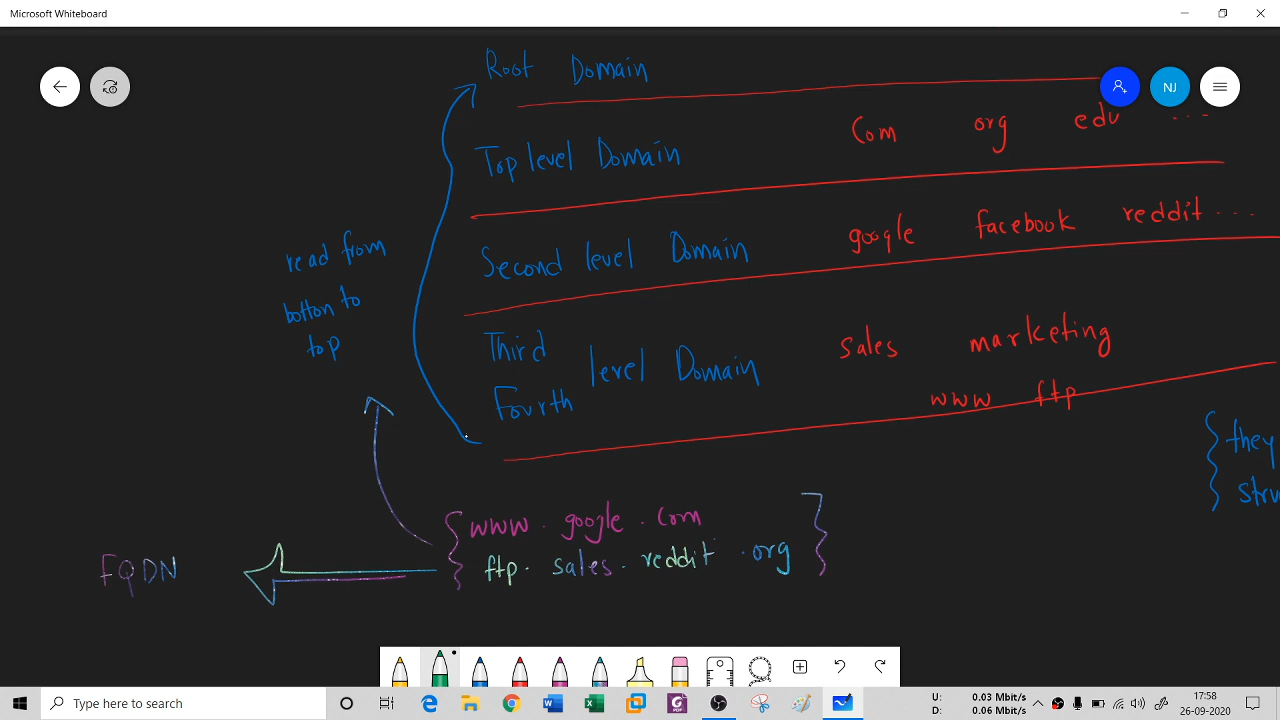 Microsoft Whiteboard
Root Domain
NJ
Com org edu ...
Top level Domain
google facebook reddit ...
Second level Domain
read from
botton to
top
Third
Fourth
level Domain
sales marketing
www ftp
{they
stru
{ www . google . com }
ftp . sales . reddit . org
FQDN
Type here to search
U: 0.03 Mbit/s
D: 0.06 Mbit/s
17:58
26-09-2020